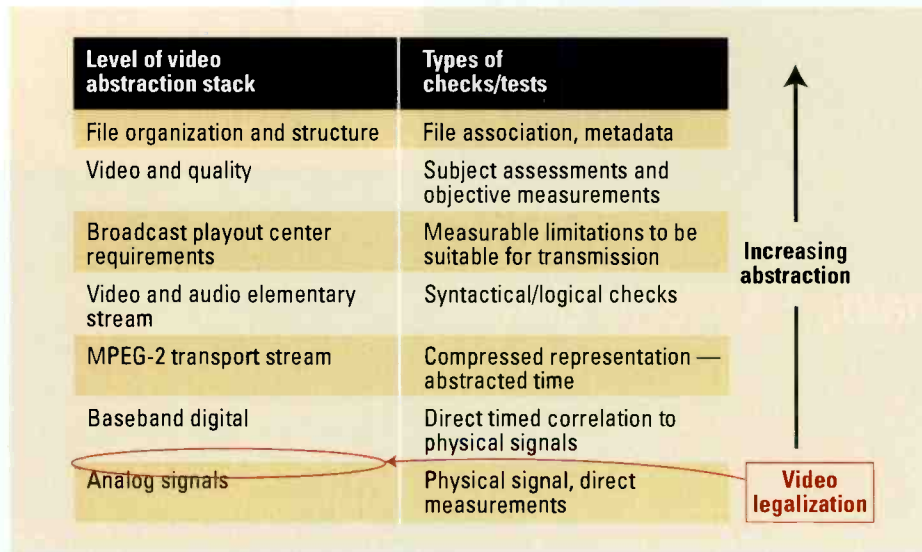 Level of video
abstraction stack
Types of
checks/tests
File organization and structure
File association, metadata
Video and quality
Subject assessments and
objective measurements
Broadcast playout center
requirements
Measurable limitations to be
suitable for transmission
Video and audio elementary
stream
Syntactical/logical checks
MPEG-2 transport stream
Compressed representation —
abstracted time
Baseband digital
Direct timed correlation to
physical signals
Analog signals
Physical signal, direct
measurements
Increasing
abstraction
Video
legalization